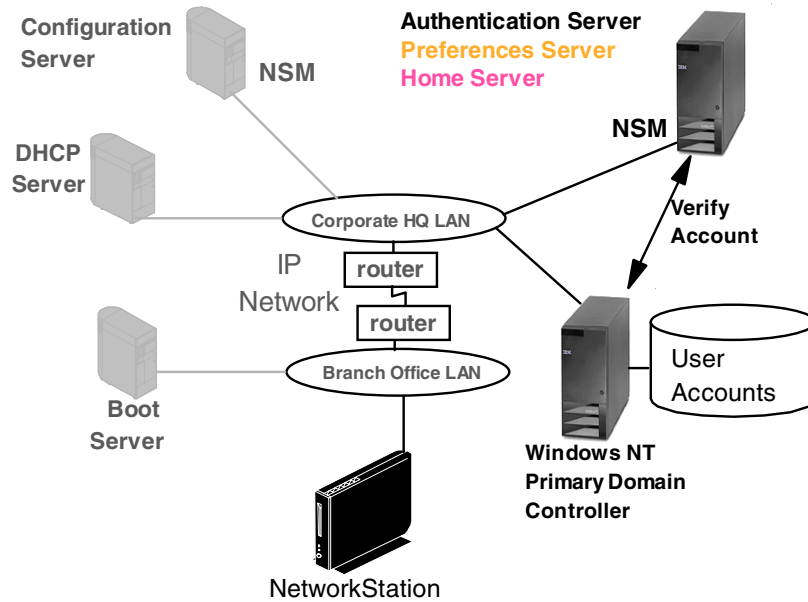 Configuration
Server
NSM
Authentication Server
Preferences Server
Home Server
NSM
DHCP
Server
Corporate HQ LAN
Verify
Account
IP
Network
router
router
Branch Office LAN
Boot
Server
User
Accounts
Windows NT
Primary Domain
Controller
NetworkStation